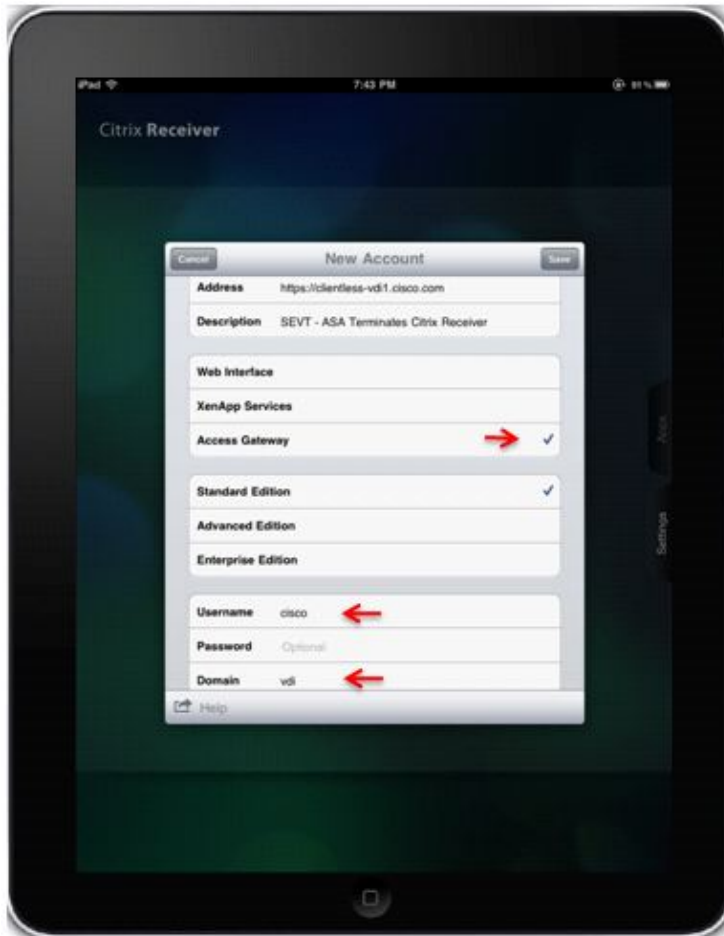 iPad 7:43 PM 81%
Citrix Receiver
Cancel New Account Save
Address https://clientless-vdi1.cisco.com
Description SEVT - ASA Terminates Citrix Receiver
Web Interface
XenApp Services
Access Gateway
Standard Edition
Advanced Edition
Enterprise Edition
Username cisco
Password Optional
Domain vdi
Help
Apps
Settings